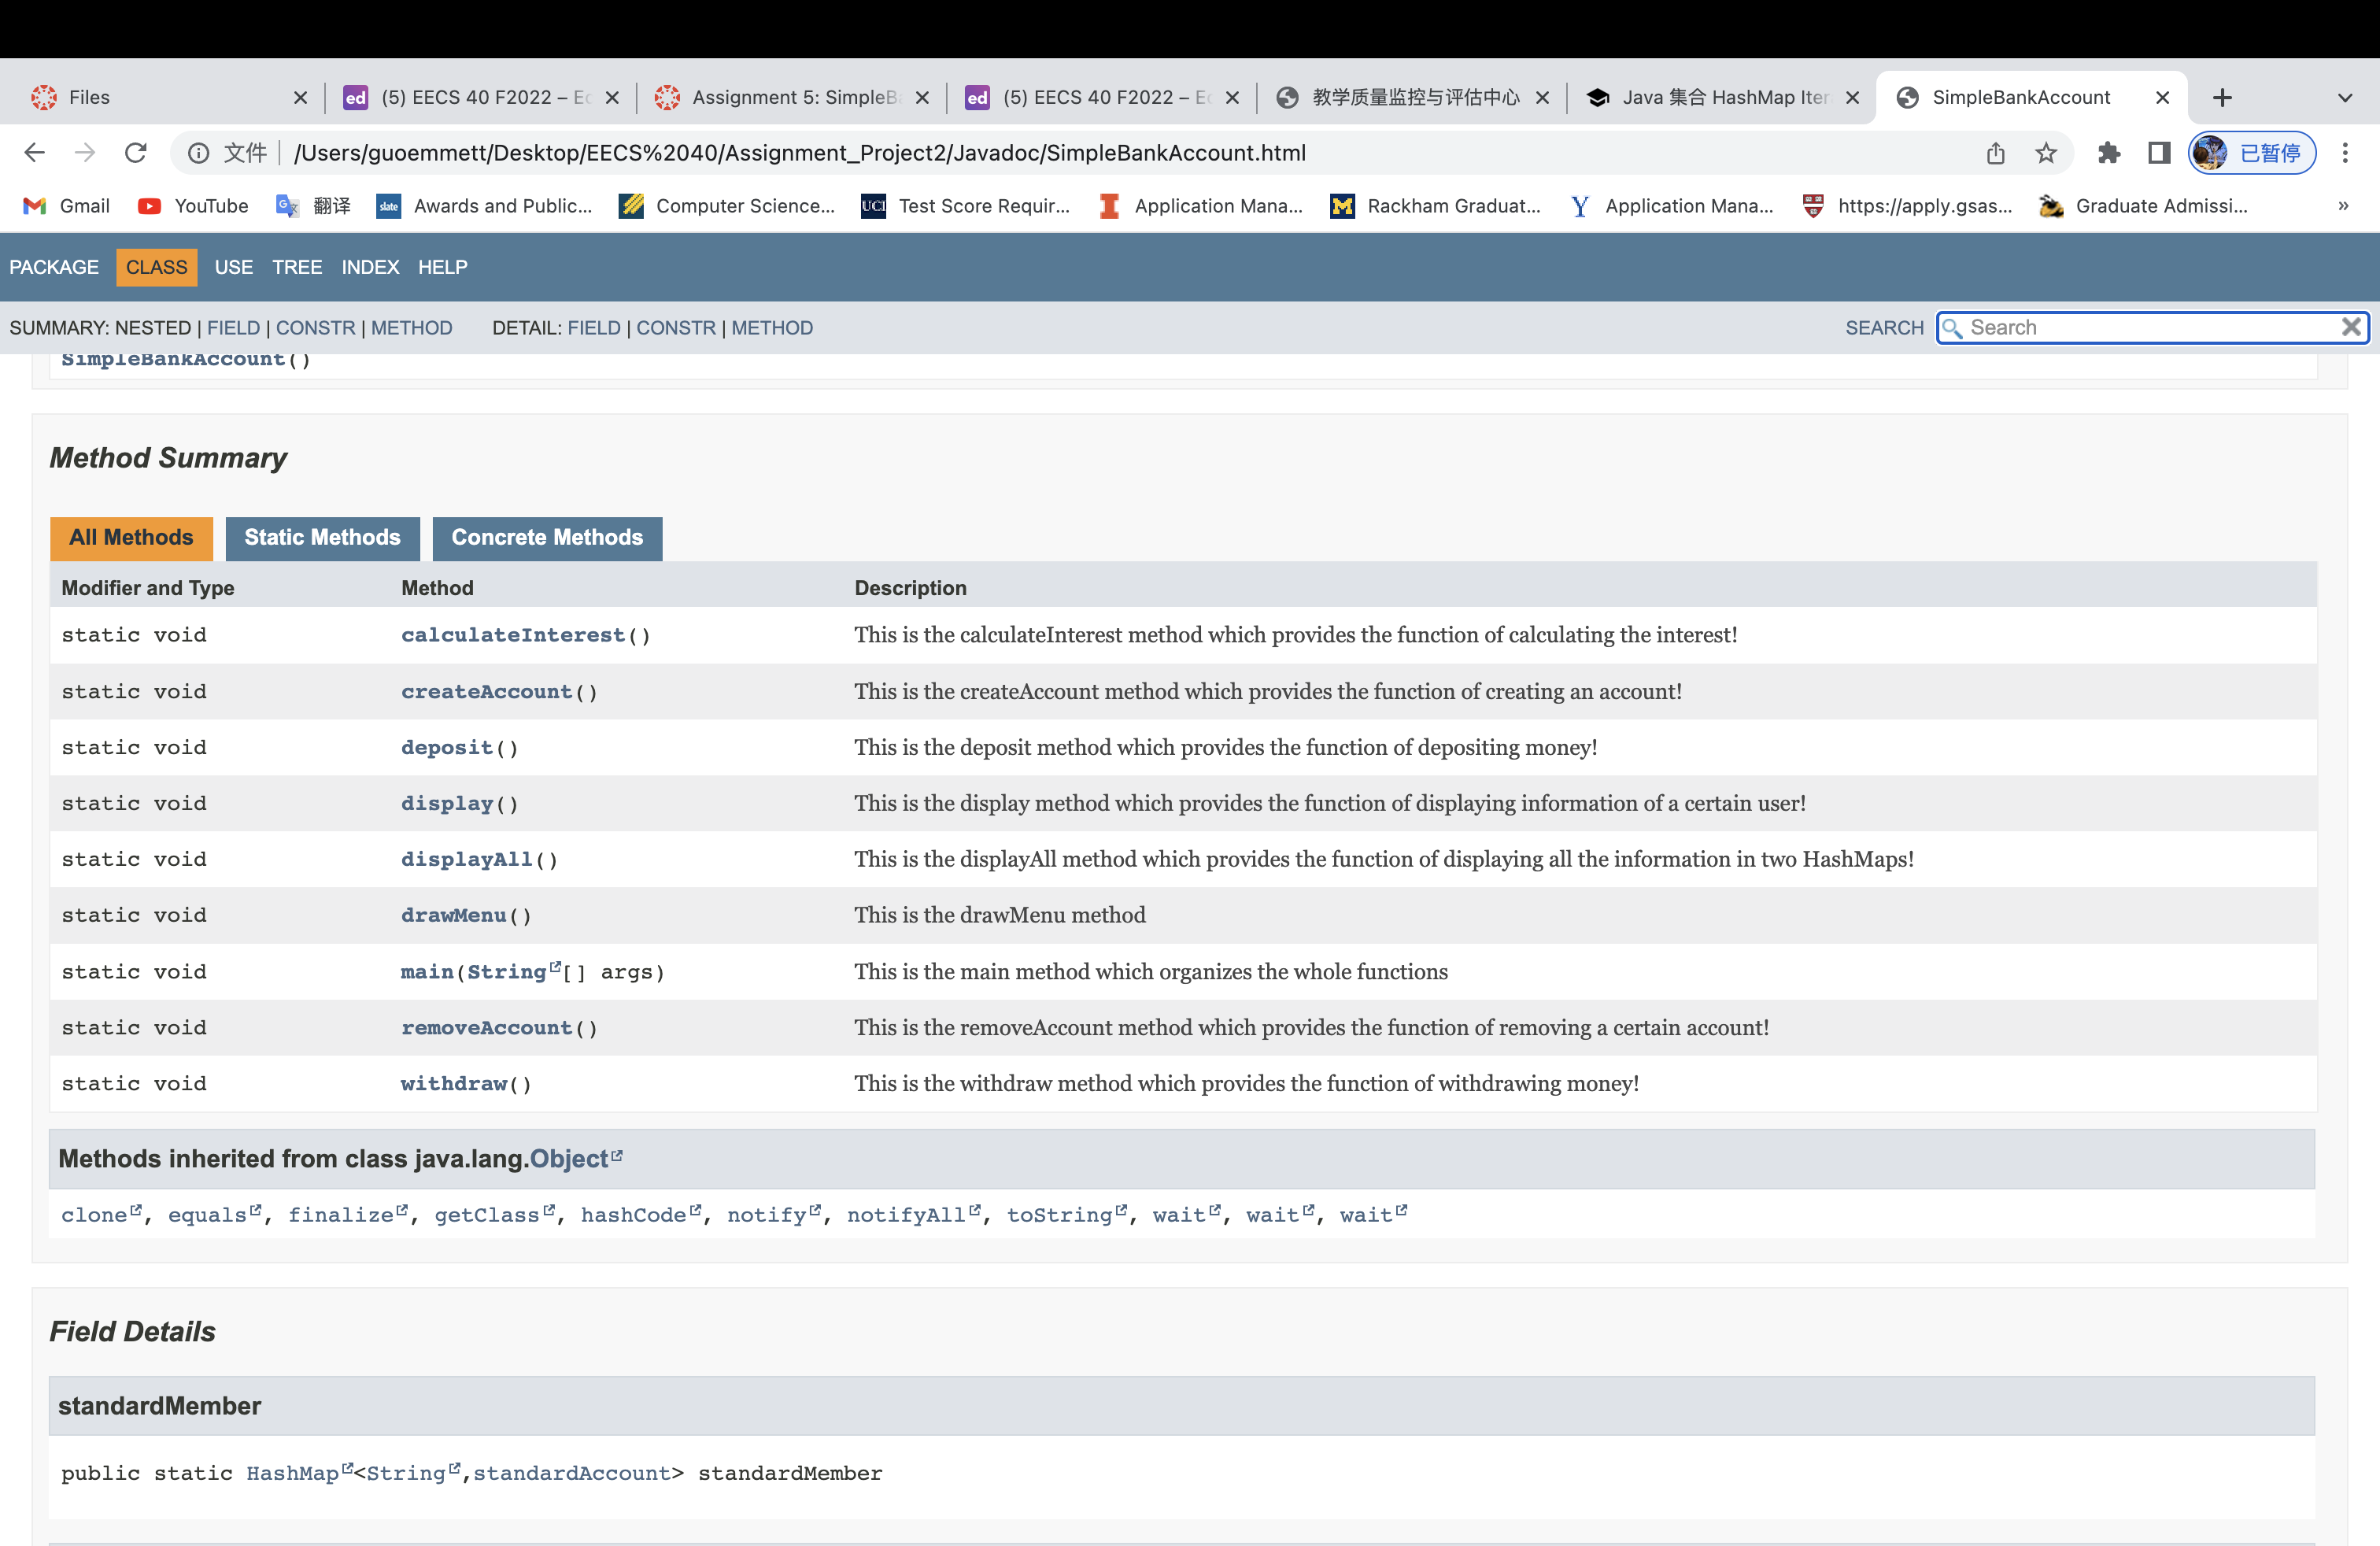 Files
(5) EECS 40 F2022 – Ed
Assignment 5: SimpleBa
(5) EECS 40 F2022 – Ed
教学质量监控与评估中心
Java 集合 HashMap Iter
SimpleBankAccount
文件 /Users/guoemmett/Desktop/EECS%2040/Assignment_Project2/Javadoc/SimpleBankAccount.html
已暂停
Gmail YouTube 翻译 slate Awards and Public... Computer Science... UCI Test Score Requir... Application Mana... Rackham Graduat... Application Mana... https://apply.gsas... Graduate Admissi... »
PACKAGE CLASS USE TREE INDEX HELP
SUMMARY: NESTED | FIELD | CONSTR | METHOD DETAIL: FIELD | CONSTR | METHOD SEARCH Search
SimpleBankAccount()
Method Summary
All Methods Static Methods Concrete Methods
Modifier and Type Method Description
static void calculateInterest() This is the calculateInterest method which provides the function of calculating the interest!
static void createAccount() This is the createAccount method which provides the function of creating an account!
static void deposit() This is the deposit method which provides the function of depositing money!
static void display() This is the display method which provides the function of displaying information of a certain user!
static void displayAll() This is the displayAll method which provides the function of displaying all the information in two HashMaps!
static void drawMenu() This is the drawMenu method
static void main(String[] args) This is the main method which organizes the whole functions
static void removeAccount() This is the removeAccount method which provides the function of removing a certain account!
static void withdraw() This is the withdraw method which provides the function of withdrawing money!
Methods inherited from class java.lang.Object
clone, equals, finalize, getClass, hashCode, notify, notifyAll, toString, wait, wait, wait
Field Details
standardMember
public static HashMap<String,standardAccount> standardMember